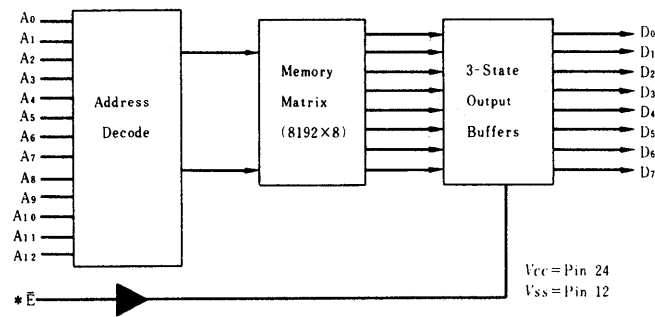 A0
A1
A2
A3
A4
A5
A6
A7
A8
A9
A10
A11
A12
Address
Decode
Memory
Matrix
(8192×8)
3-State
Output
Buffers
D0
D1
D2
D3
D4
D5
D6
D7
*Ē
Vcc=Pin 24
Vss=Pin 12